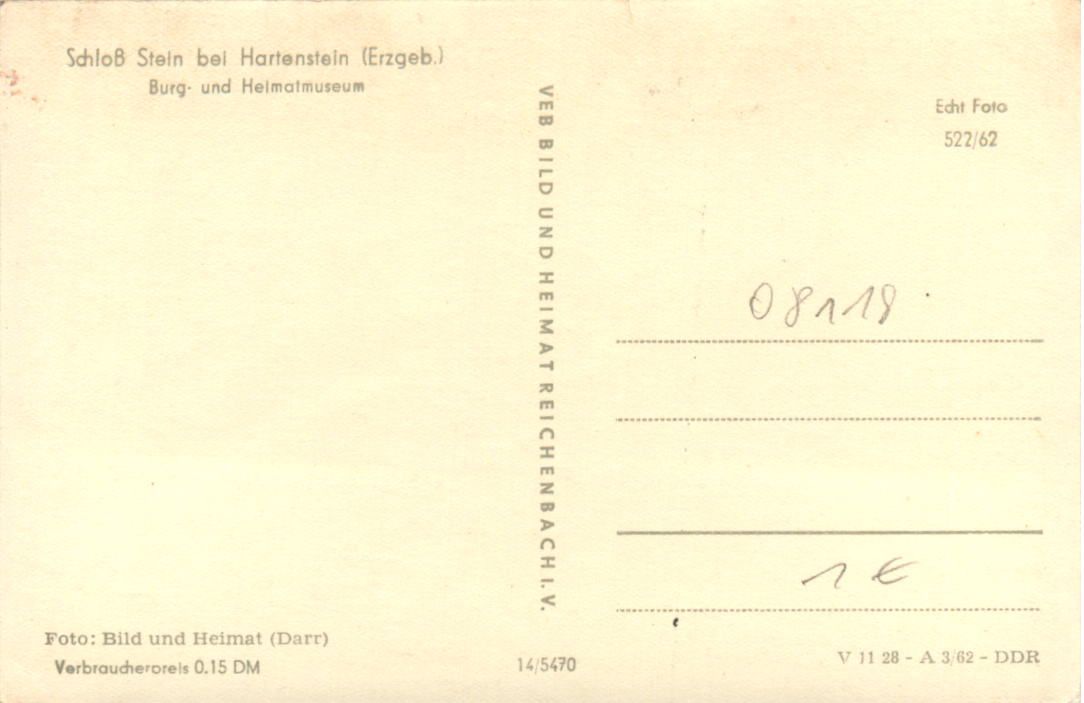 Schloß Stein bei Hartenstein (Erzgeb.)
Burg- und Heimatmuseum
VEB BILD UND HEIMAT REICHENBACH I. V.
Echt Foto
522/62
08118
1 €
Foto: Bild und Heimat (Darr)
Verbraucherpreis 0.15 DM
14/5470
V 11 28 - A 3/62 - DDR